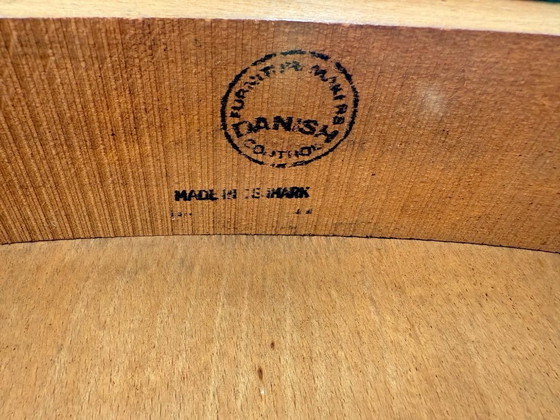 FURNITURE MAKERS
DANISH
CONTROL
MADE IN DENMARK